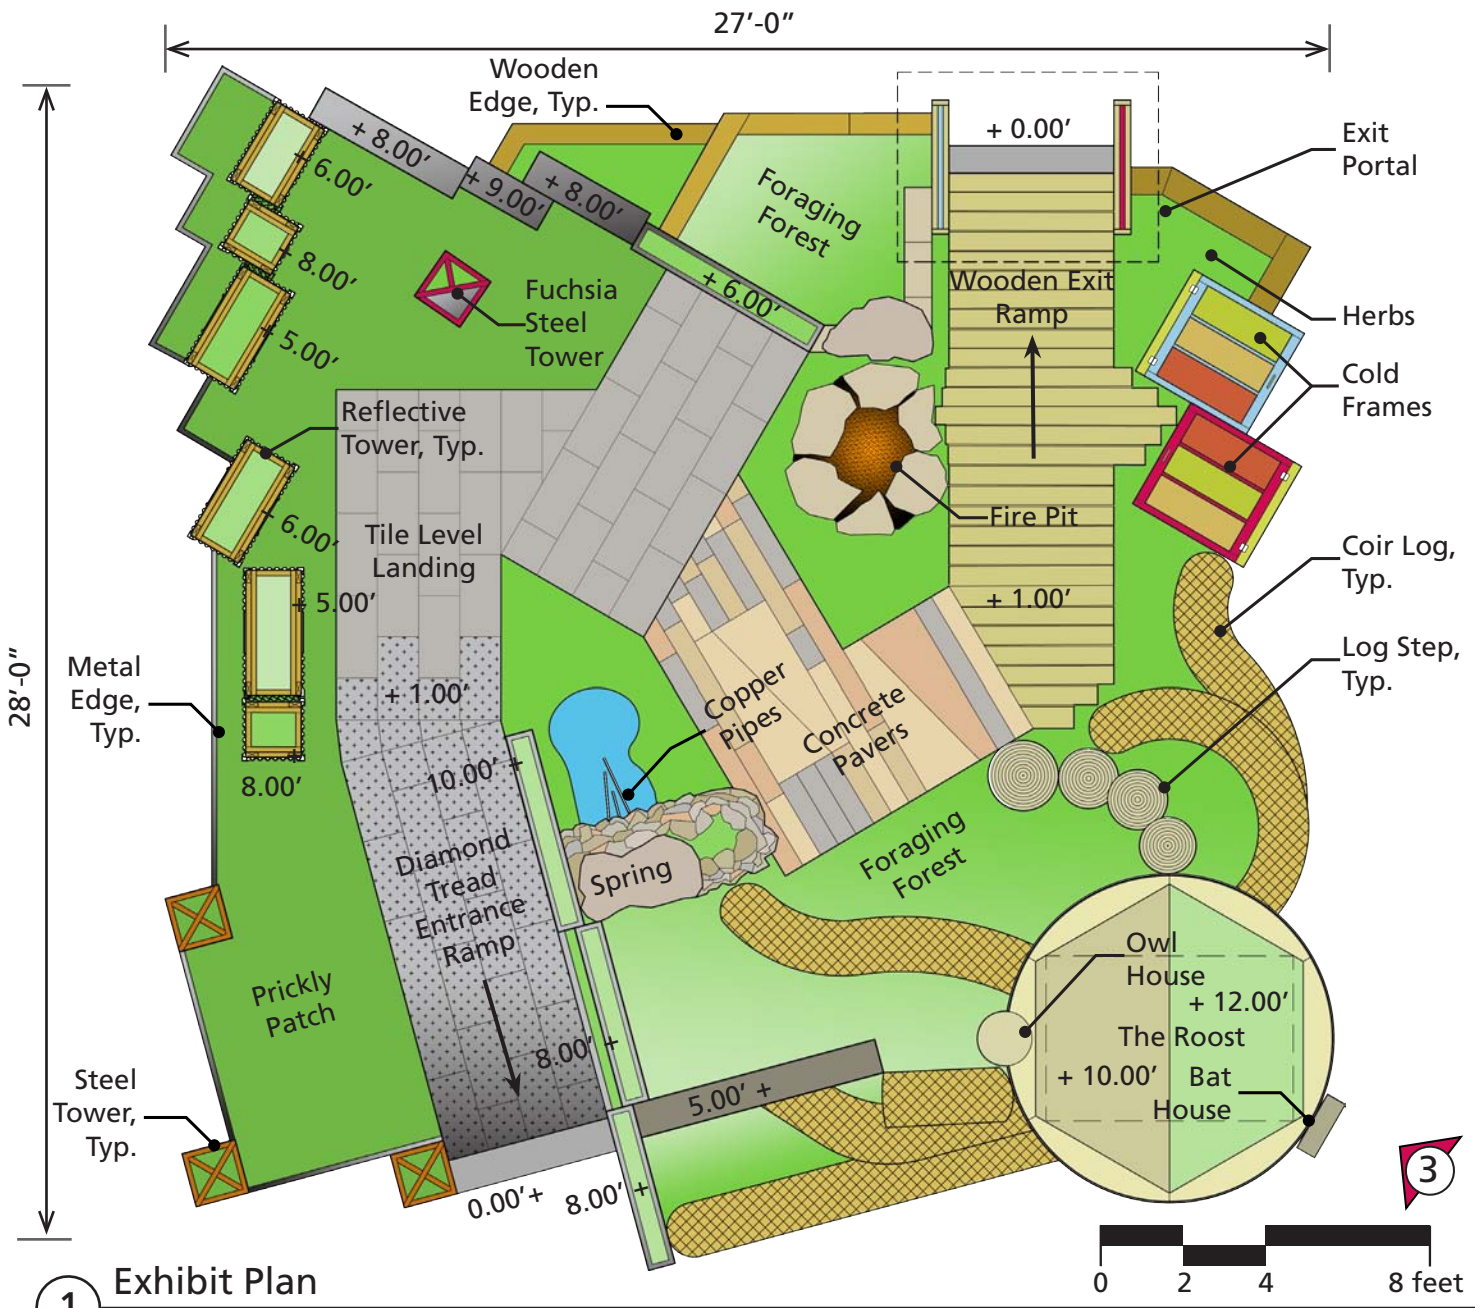 27’-0”
28’-0”
Wooden
Edge, Typ.
+ 8.00’
+ 9.00’
+ 8.00’
+ 6.00’
+ 0.00’
Exit
Portal
Foraging
Forest
+ 6.00’
+ 8.00’
+ 5.00’
Fuchsia
Steel
Tower
Wooden Exit
Ramp
Herbs
Cold
Frames
Reflective
Tower, Typ.
+ 6.00’
Tile Level
Landing
Fire Pit
Coir Log,
Typ.
+ 5.00’
+ 1.00’
Log Step,
Typ.
Metal
Edge,
Typ.
+ 1.00’
Copper
Pipes
Concrete
Pavers
8.00’
+
10.00’ +
Diamond
Tread
Entrance
Ramp
Spring
Foraging
Forest
Owl
House
+ 12.00’
The Roost
+ 10.00’
Bat
House
Prickly
Patch
8.00’ +
5.00’ +
Steel
Tower,
Typ.
0.00’+
8.00’ +
3
0
2
4
8 feet
1
Exhibit Plan